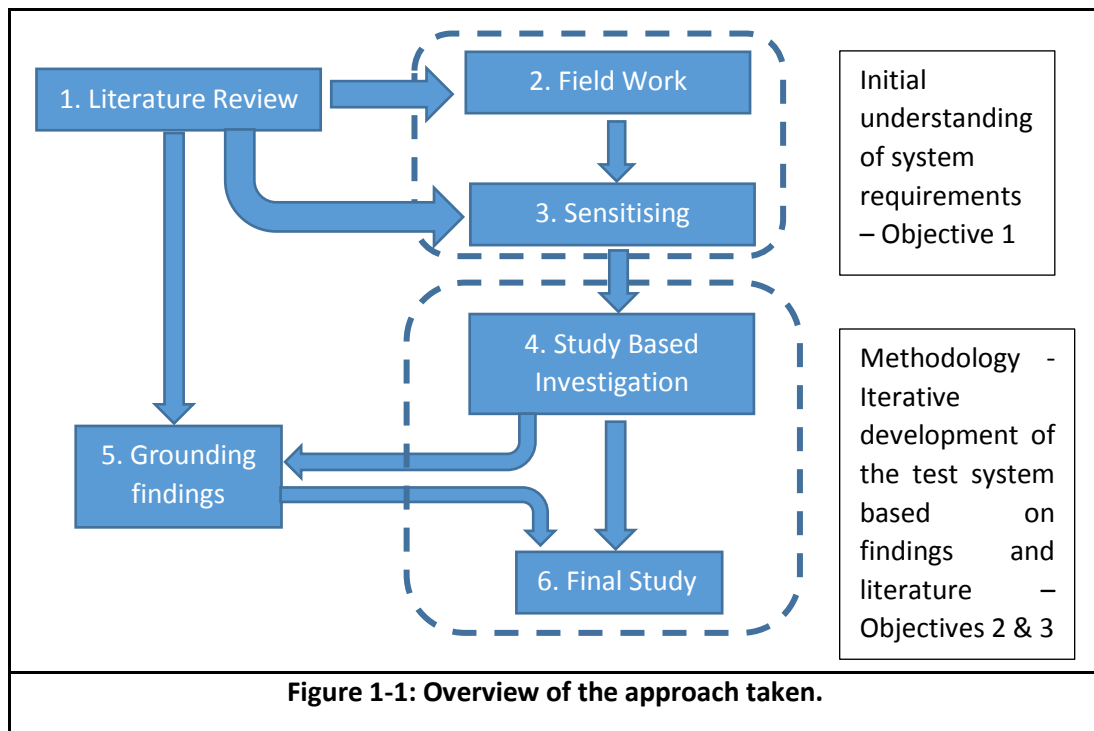 1. Literature Review
2. Field Work
3. Sensitising
Initial
understanding
of system
requirements
– Objective 1
4. Study Based
Investigation
5. Grounding
findings
6. Final Study
Methodology -
Iterative
development of
the test system
based on
findings and
literature –
Objectives 2 & 3
Figure 1-1: Overview of the approach taken.